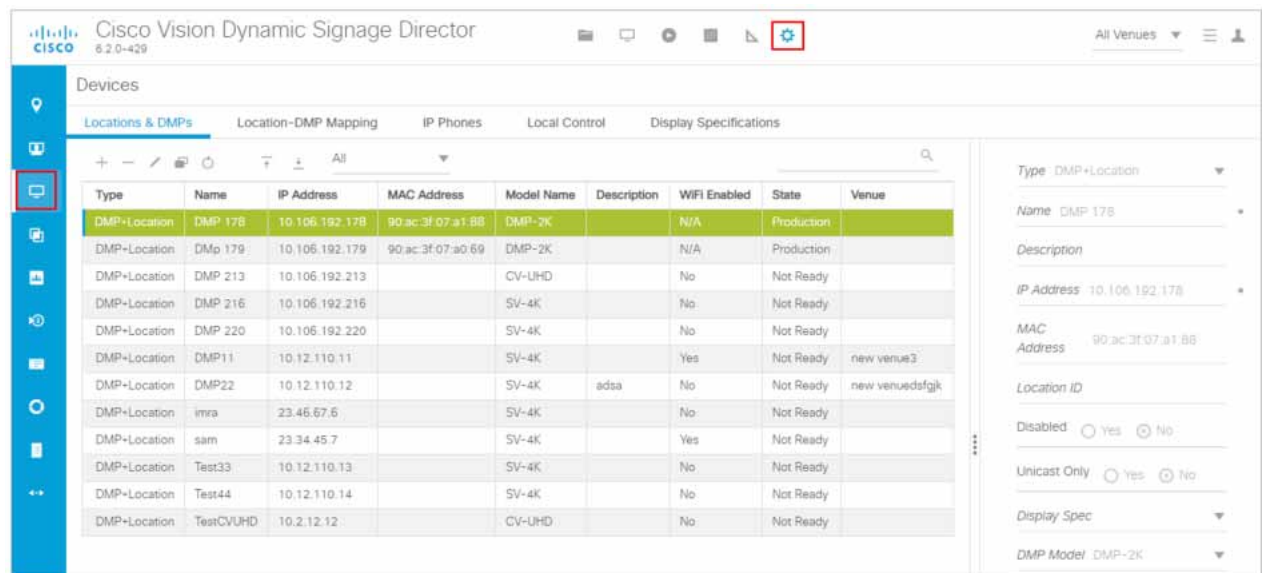 CISCO
Cisco Vision Dynamic Signage Director
6.2.0-429
All Venues
Devices
Locations & DMPs Location-DMP Mapping IP Phones Local Control Display Specifications
All
Type Name IP Address MAC Address Model Name Description WiFi Enabled State Venue
DMP+Location DMP 178 10.106.192.178 90:ac:3f:07:a1:88 DMP-2K N/A Production
DMP+Location DMp 179 10.106.192.179 90:ac:3f:07:a0:69 DMP-2K N/A Production
DMP+Location DMP 213 10.106.192.213 CV-UHD No Not Ready
DMP+Location DMP 216 10.106.192.216 SV-4K No Not Ready
DMP+Location DMP 220 10.106.192.220 SV-4K No Not Ready
DMP+Location DMP11 10.12.110.11 SV-4K Yes Not Ready new venue3
DMP+Location DMP22 10.12.110.12 SV-4K adsa No Not Ready new venuedsfgjk
DMP+Location imra 23.46.67.6 SV-4K No Not Ready
DMP+Location sam 23.34.45.7 SV-4K Yes Not Ready
DMP+Location Test33 10.12.110.13 SV-4K No Not Ready
DMP+Location Test44 10.12.110.14 SV-4K No Not Ready
DMP+Location TestCVUHD 10.2.12.12 CV-UHD No Not Ready
Type DMP+Location
Name DMP 178 *
Description
IP Address 10.106.192.178 *
MAC Address 90:ac:3f:07:a1:88
Location ID
Disabled Yes No
Unicast Only Yes No
Display Spec
DMP Model DMP-2K